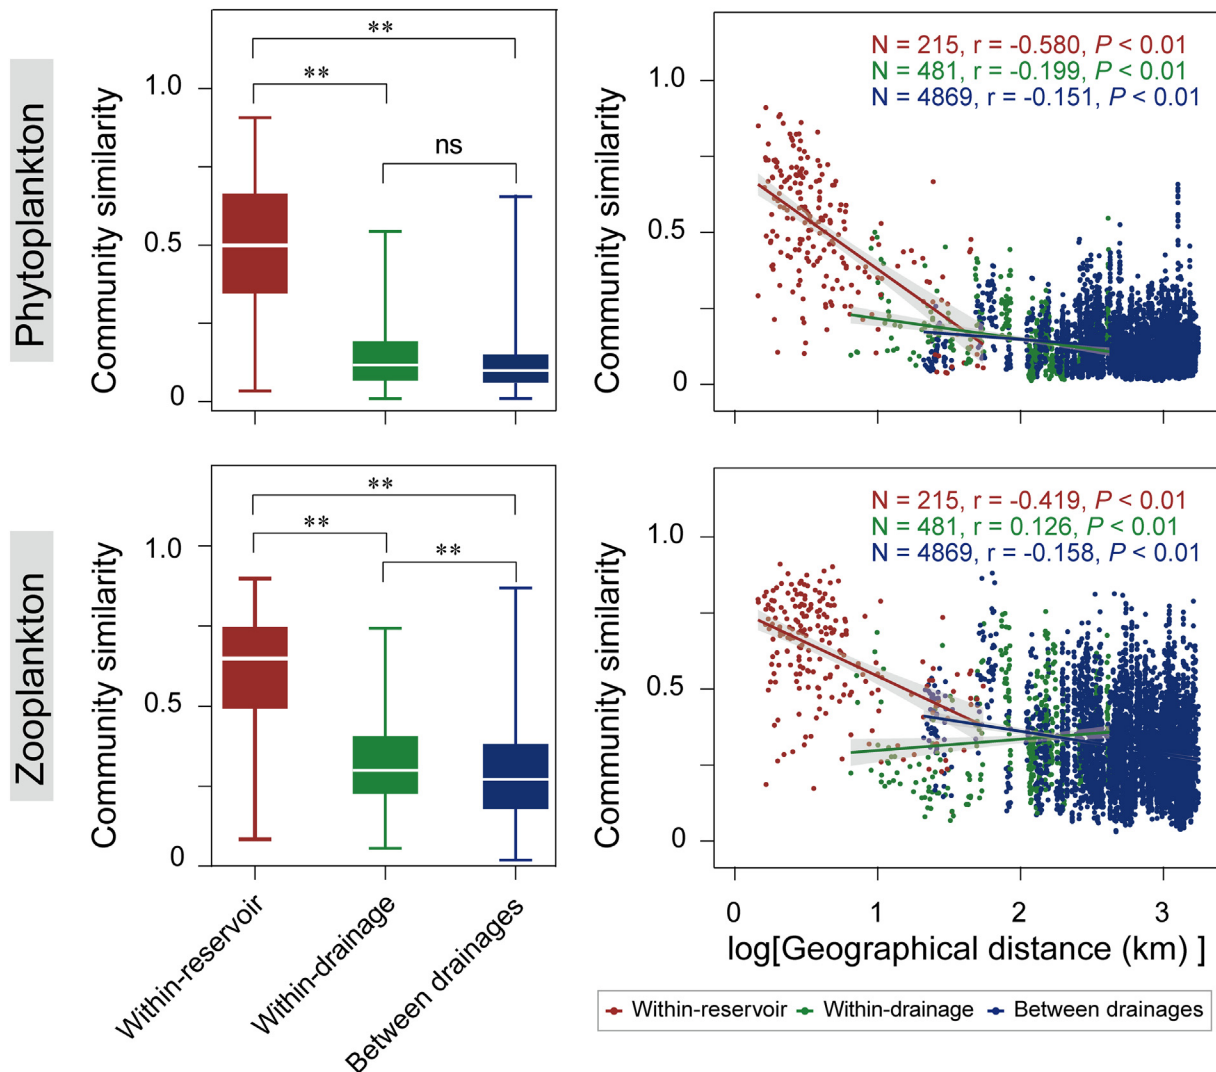 Phytoplankton
Community similarity
1.0
0.5
0
**
**
ns
Community similarity
1.0
0.5
0
N = 215, r = -0.580, P < 0.01
N = 481, r = -0.199, P < 0.01
N = 4869, r = -0.151, P < 0.01
Zooplankton
Community similarity
1.0
0.5
0
**
**
**
Within-reservoir
Within-drainage
Between drainages
Community similarity
1.0
0.5
0
N = 215, r = -0.419, P < 0.01
N = 481, r = 0.126, P < 0.01
N = 4869, r = -0.158, P < 0.01
0 1 2 3
log[Geographical distance (km) ]
Within-reservoir Within-drainage Between drainages